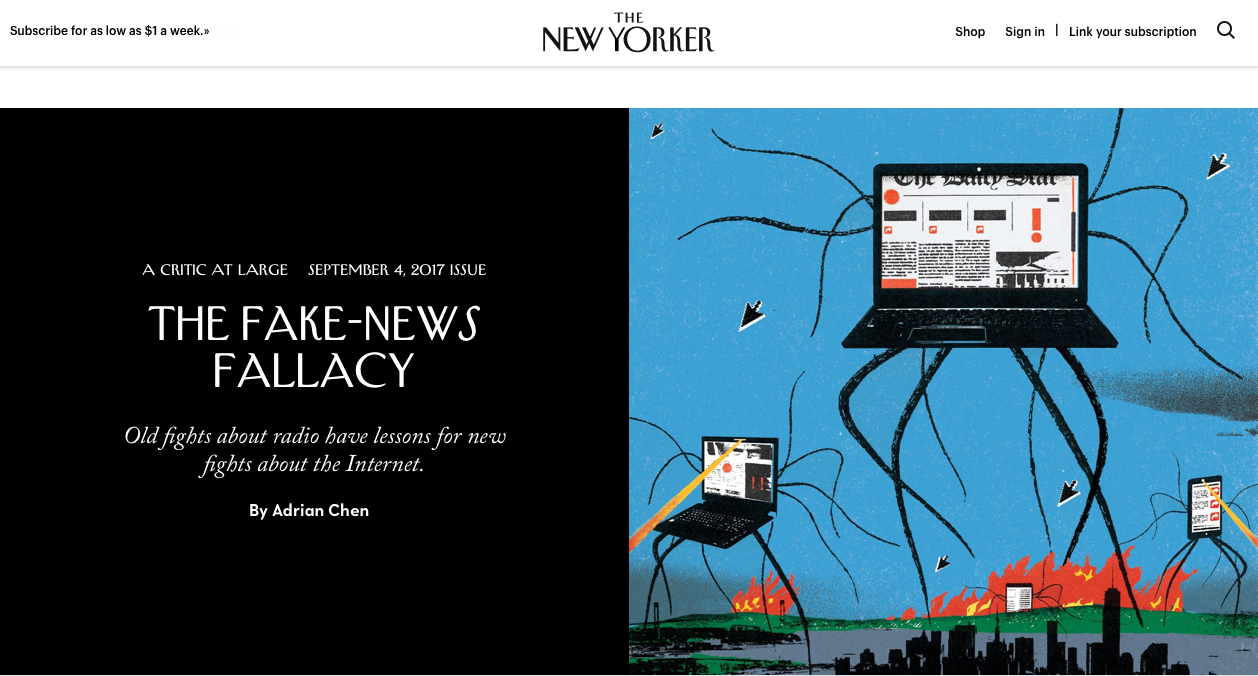 Subscribe for as low as $1 a week.»
THE
NEW YORKER
Shop
Sign in
Link your subscription
A CRITIC AT LARGE
SEPTEMBER 4, 2017 ISSUE
THE FAKE-NEWS
FALLACY
Old fights about radio have lessons for new
fights about the Internet.
By Adrian Chen
The Daily Star